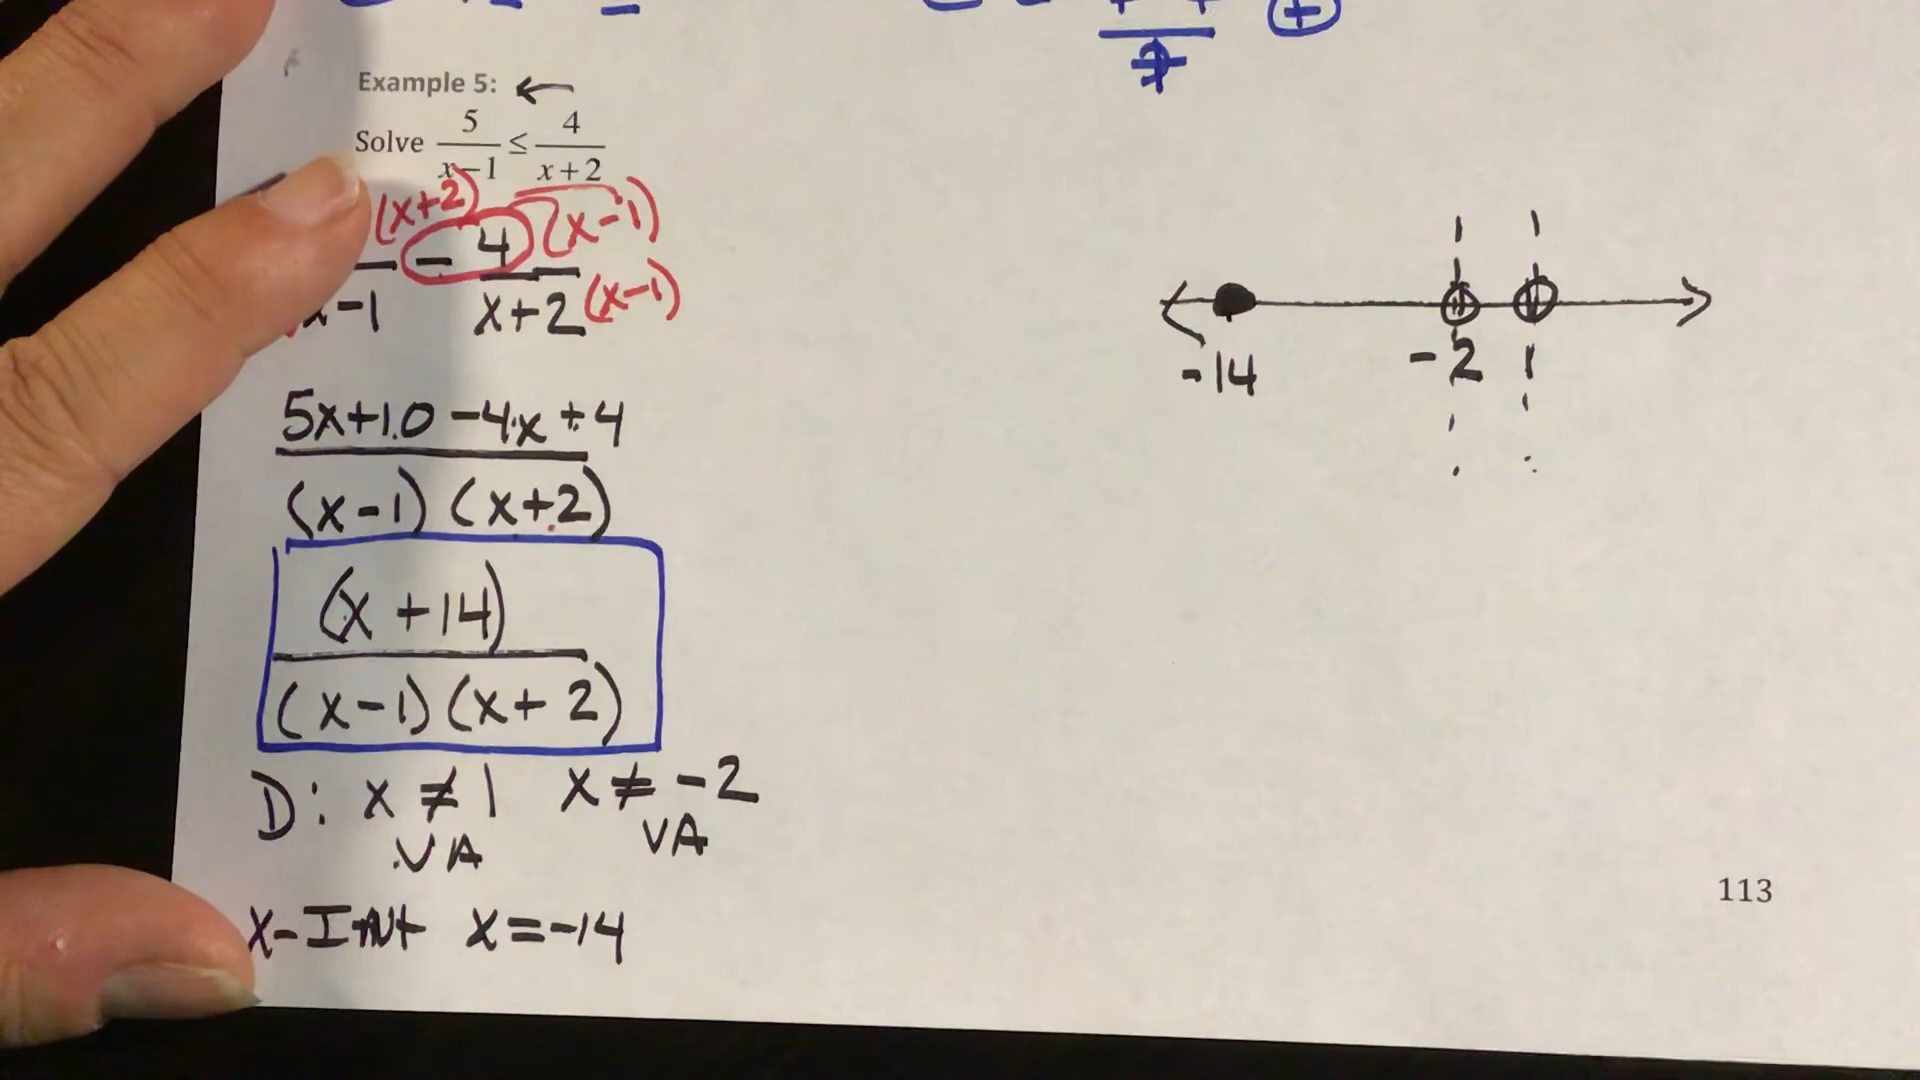 Example 5: ←
Solve 5/(x−1) ≤ 4/(x+2)
(x+2) − 4 (x−1)
x−1 x+2 (x−1)
5x+10 −4x +4
(x−1) (x+2)
(x +14)
(x−1) (x+ 2)
D: x ≠ 1 x ≠ −2
VA VA
X-Int x=-14
-14 -2 1
113